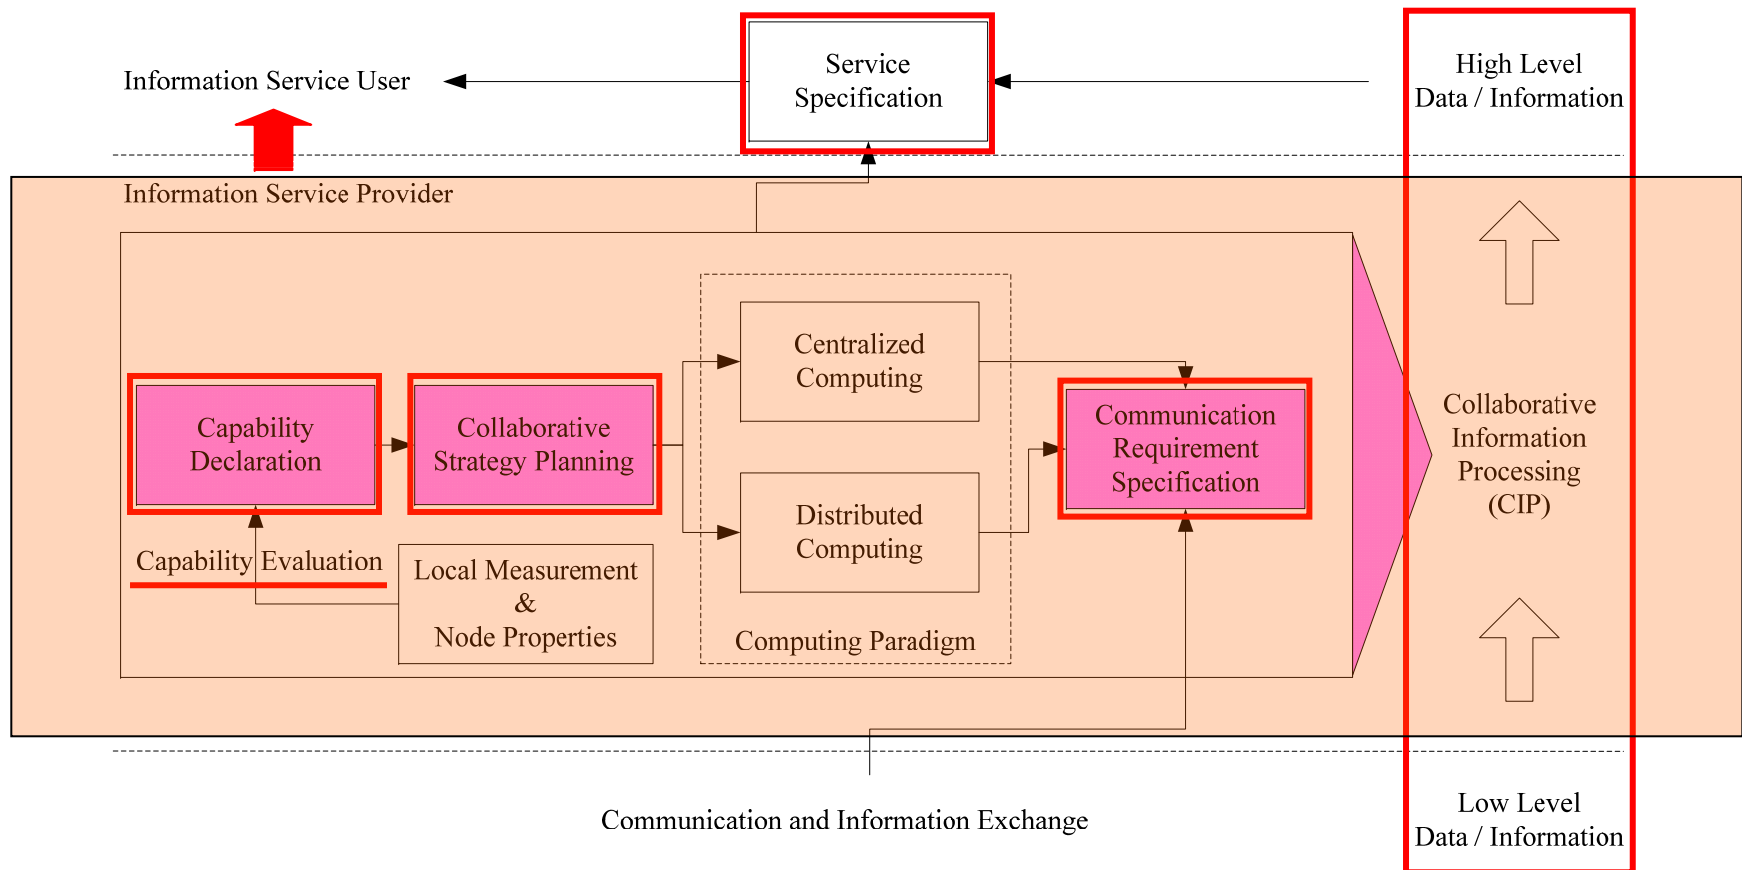 Information Service User
Service
Specification
High Level
Data / Information
Information Service Provider
Centralized
Computing
Capability
Declaration
Collaborative
Strategy Planning
Communication
Requirement
Specification
Collaborative
Information
Processing
(CIP)
Distributed
Computing
Capability Evaluation
Local Measurement
&
Node Properties
Computing Paradigm
Communication and Information Exchange
Low Level
Data / Information